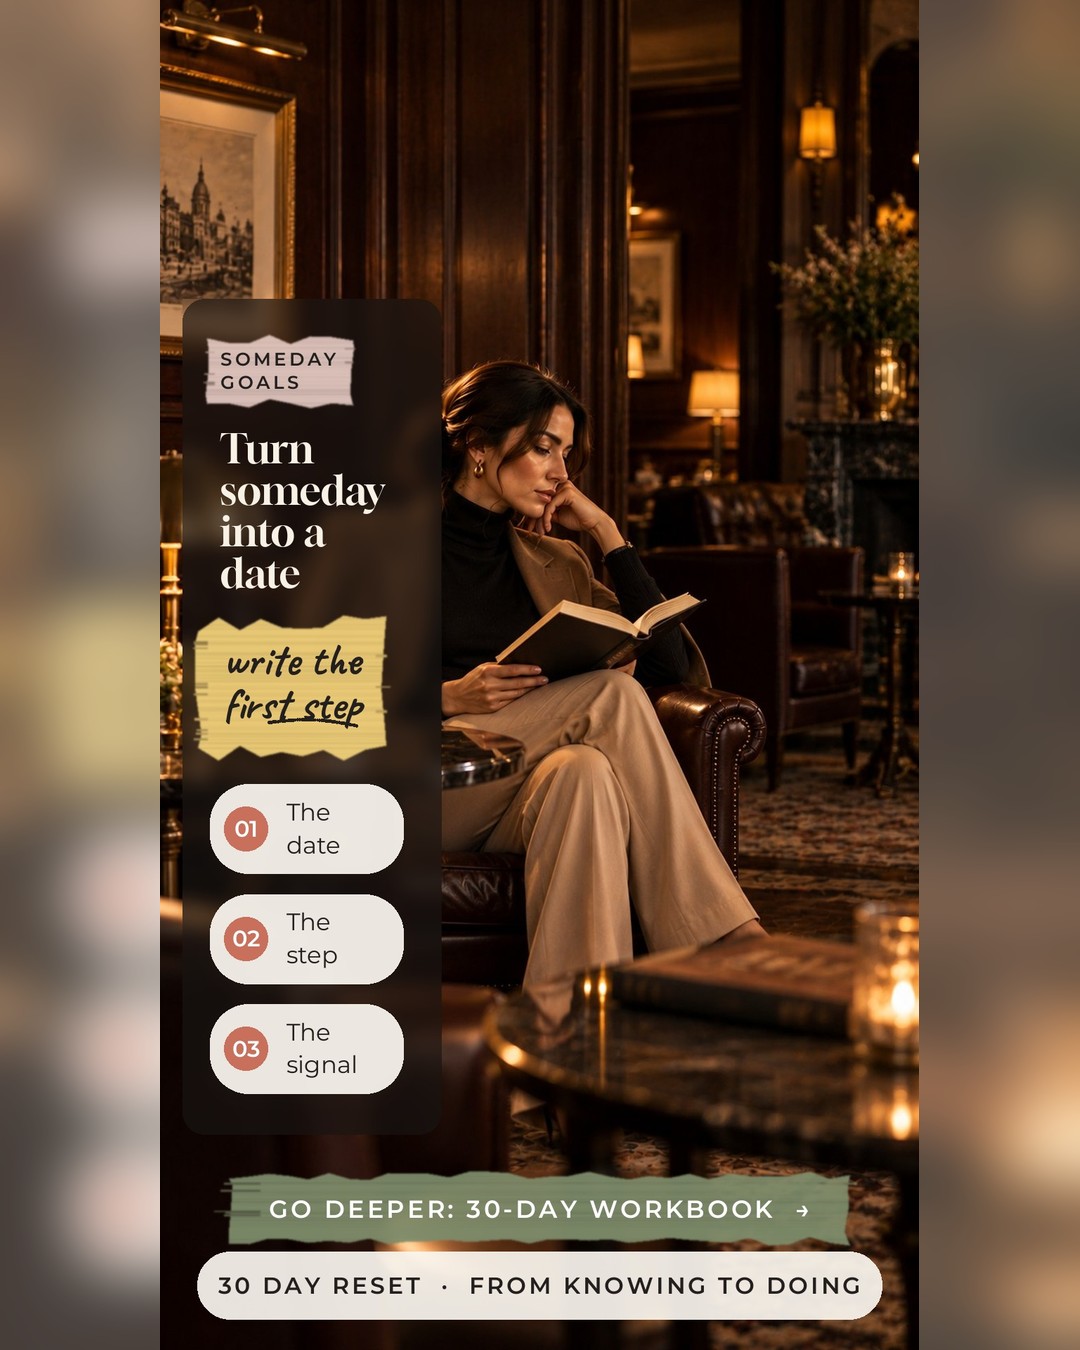 SOMEDAY
GOALS
Turn
someday
into a
date
write the
first step
01 The
date
02 The
step
03 The
signal
GO DEEPER: 30-DAY WORKBOOK →
30 DAY RESET · FROM KNOWING TO DOING